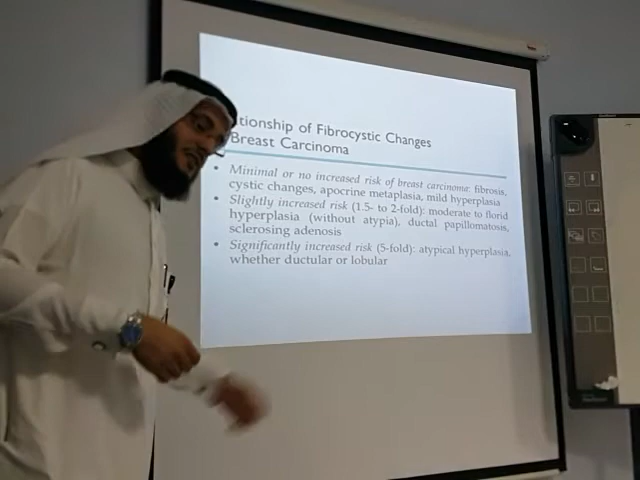 tionship of Fibrocystic Changes
Breast Carcinoma
• Minimal or no increased risk of breast carcinoma: fibrosis,
cystic changes, apocrine metaplasia, mild hyperplasia
• Slightly increased risk (1.5- to 2-fold): moderate to florid
hyperplasia (without atypia), ductal papillomatosis,
sclerosing adenosis
• Significantly increased risk (5-fold): atypical hyperplasia,
whether ductular or lobular